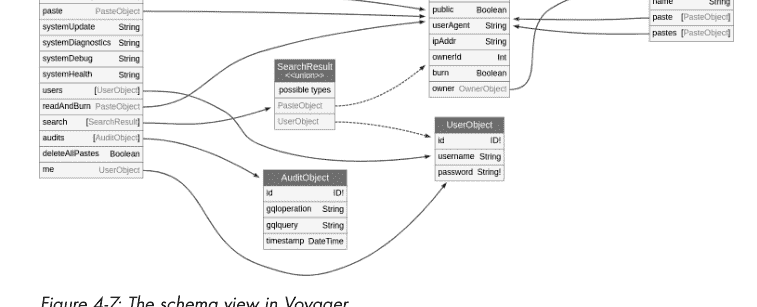 paste PasteObject
systemUpdate String
systemDiagnostics String
systemDebug String
systemHealth String
users [UserObject]
readAndBurn PasteObject
search [SearchResult]
audits [AuditObject]
deleteAllPastes Boolean
me UserObject
SearchResult
<<union>>
possible types
PasteObject
UserObject
AuditObject
id ID!
gqloperation String
gqlquery String
timestamp DateTime
public Boolean
userAgent String
ipAddr String
ownerId Int
burn Boolean
owner OwnerObject
UserObject
id ID!
username String
password String!
name String
paste [PasteObject]
pastes [PasteObject]
Figure 4-7: The schema view in Voyager